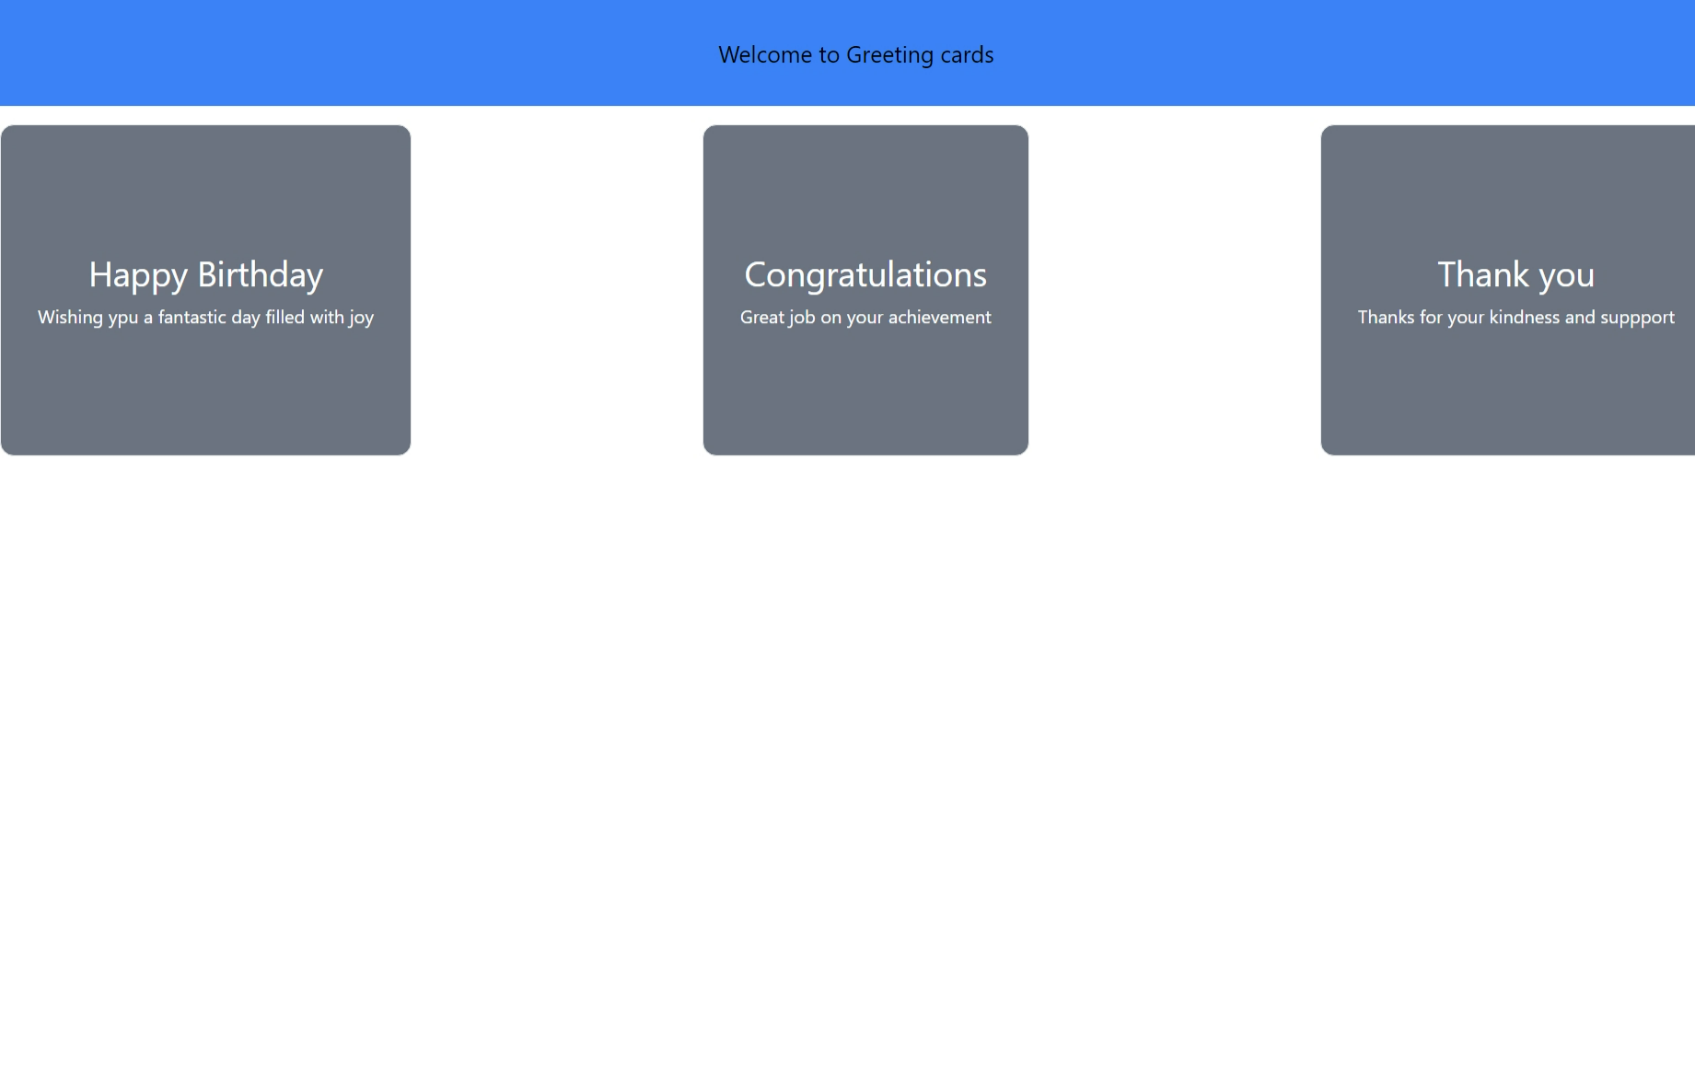 Welcome to Greeting cards
Happy Birthday
Wishing ypu a fantastic day filled with joy
Congratulations
Great job on your achievement
Thank you
Thanks for your kindness and suppport